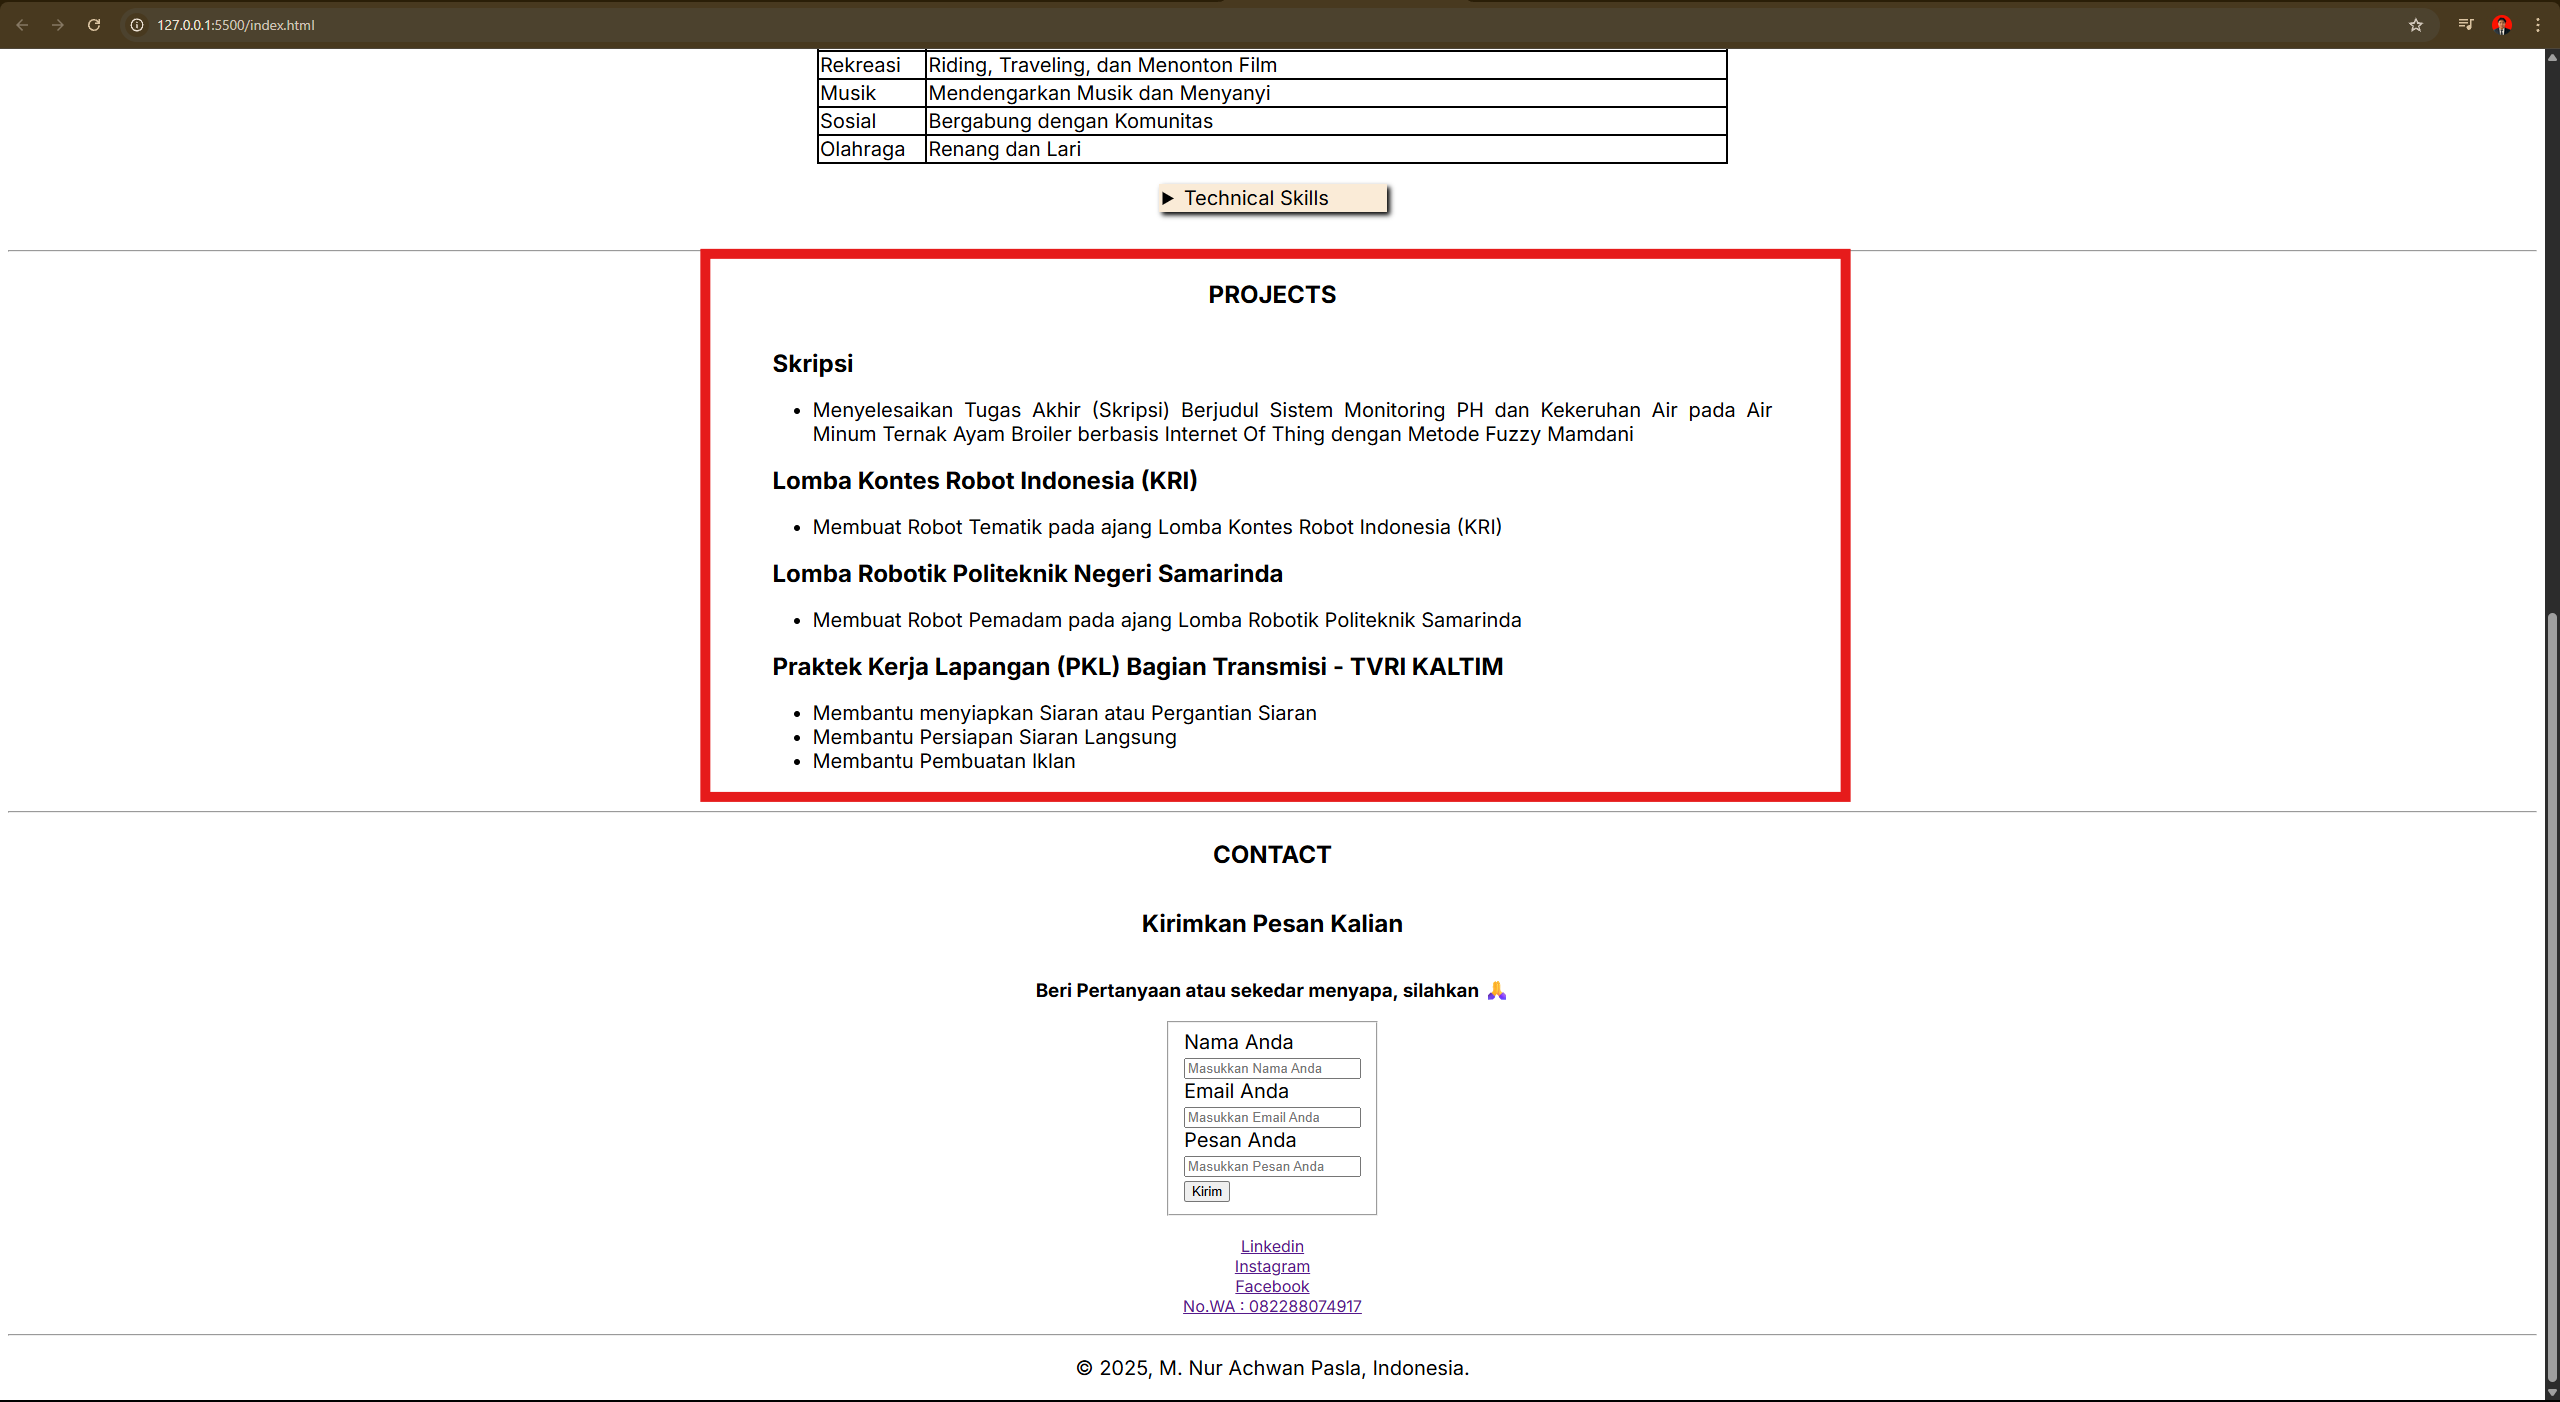 127.0.0.1:5500/index.html
Rekreasi Riding, Traveling, dan Menonton Film
Musik Mendengarkan Musik dan Menyanyi
Sosial Bergabung dengan Komunitas
Olahraga Renang dan Lari
Technical Skills
PROJECTS
Skripsi
Menyelesaikan Tugas Akhir (Skripsi) Berjudul Sistem Monitoring PH dan Kekeruhan Air pada Air
Minum Ternak Ayam Broiler berbasis Internet Of Thing dengan Metode Fuzzy Mamdani
Lomba Kontes Robot Indonesia (KRI)
Membuat Robot Tematik pada ajang Lomba Kontes Robot Indonesia (KRI)
Lomba Robotik Politeknik Negeri Samarinda
Membuat Robot Pemadam pada ajang Lomba Robotik Politeknik Samarinda
Praktek Kerja Lapangan (PKL) Bagian Transmisi - TVRI KALTIM
Membantu menyiapkan Siaran atau Pergantian Siaran
Membantu Persiapan Siaran Langsung
Membantu Pembuatan Iklan
CONTACT
Kirimkan Pesan Kalian
Beri Pertanyaan atau sekedar menyapa, silahkan 🙏
Nama Anda
Masukkan Nama Anda
Email Anda
Masukkan Email Anda
Pesan Anda
Masukkan Pesan Anda
Kirim
Linkedin
Instagram
Facebook
No.WA : 082288074917
© 2025, M. Nur Achwan Pasla, Indonesia.